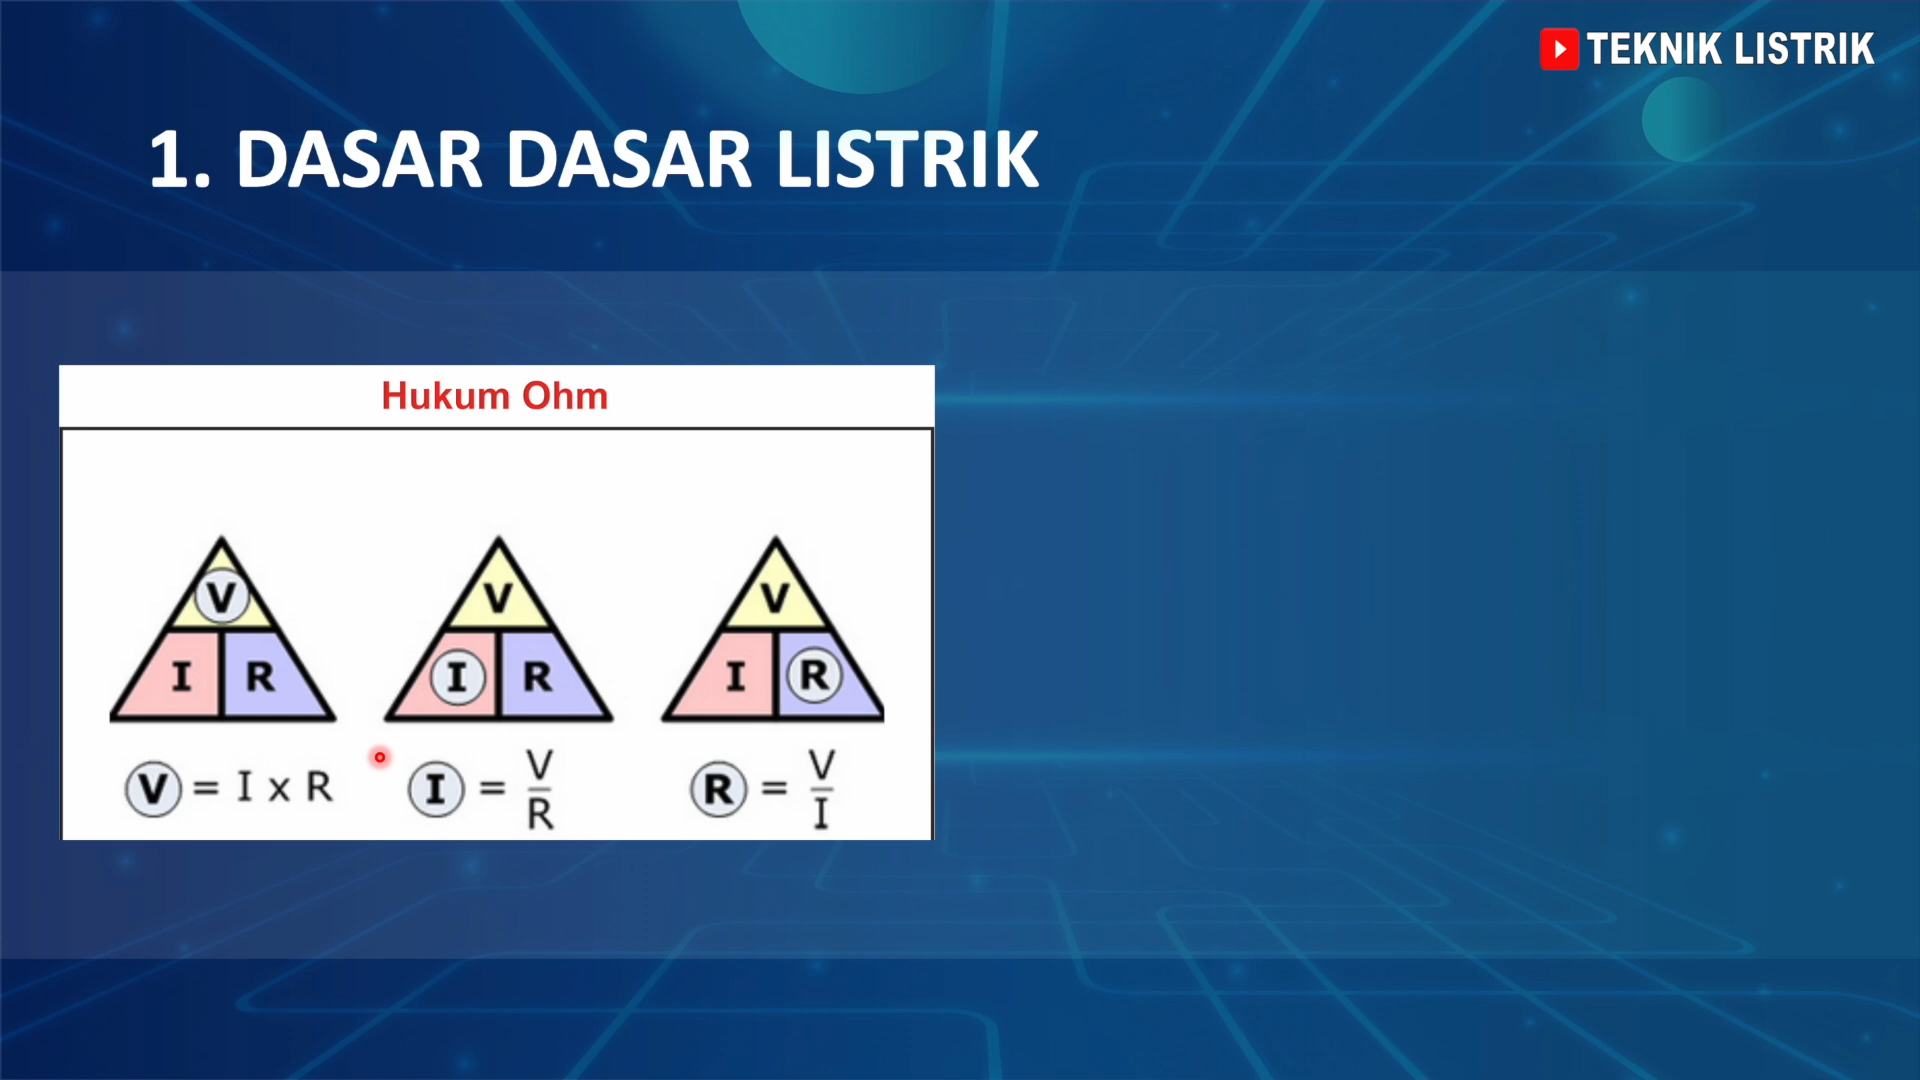 TEKNIK LISTRIK
1. DASAR DASAR LISTRIK
Hukum Ohm
V
I R
V
I R
V
I R
V = I x R
I = V/R
R = V/I